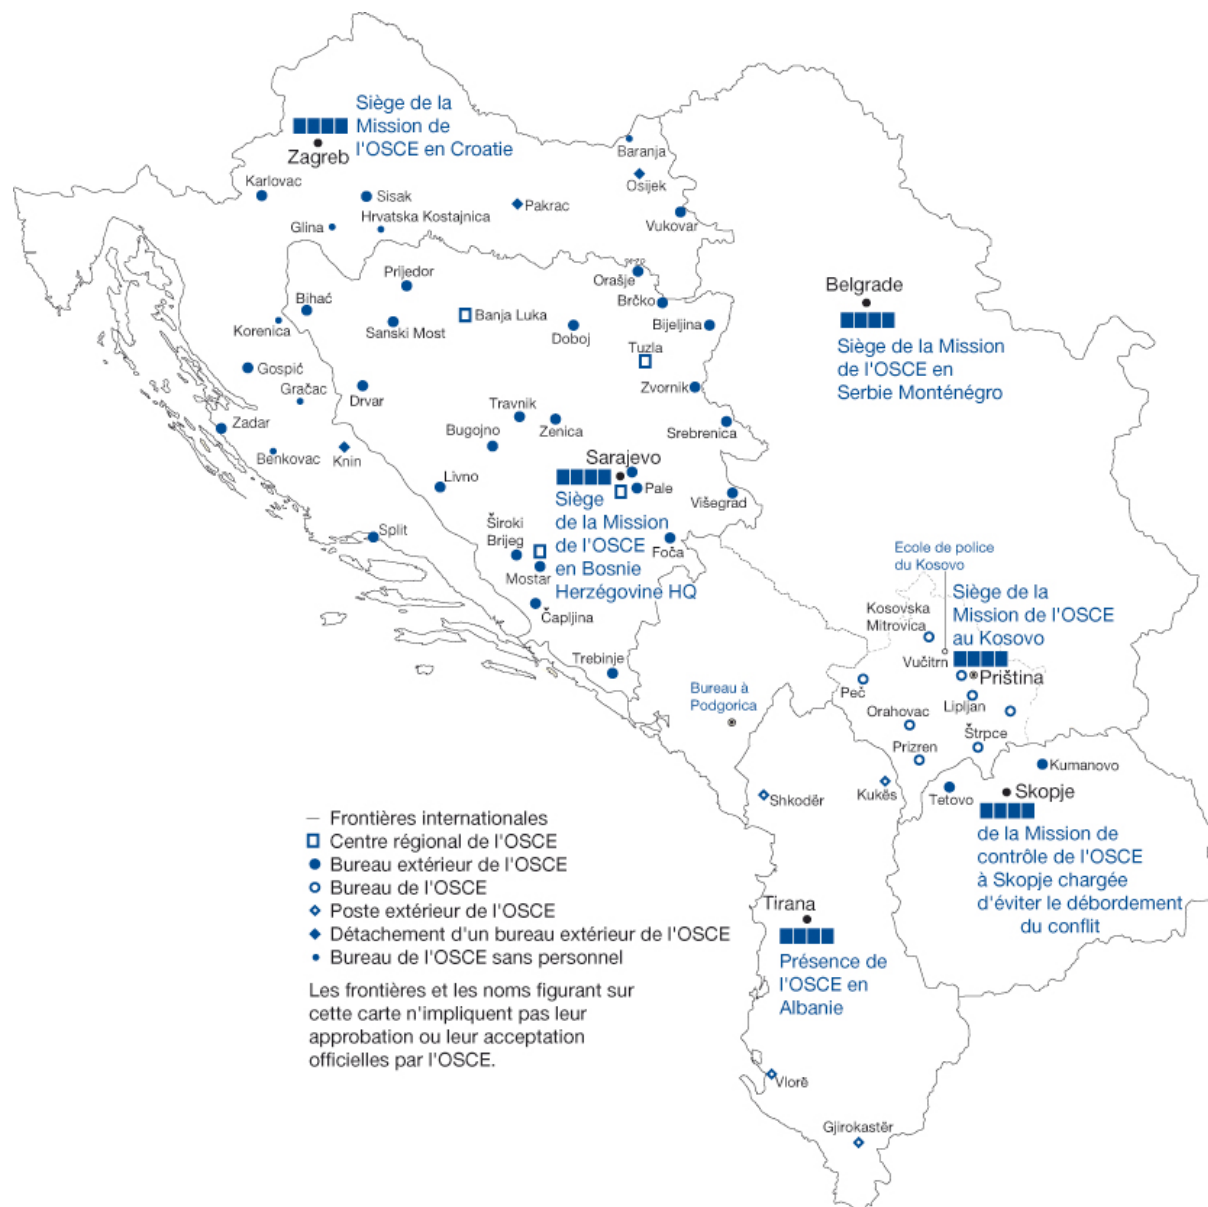 Siège de la
Mission de
l'OSCE en Croatie
Zagreb
Karlovac
Sisak
Glina
Hrvatska Kostajnica
Pakrac
Baranja
Osijek
Vukovar
Prijedor
Orašje
Bihać
Brčko
Korenica
Sanski Most
Banja Luka
Doboj
Bijeljina
Tuzla
Gospić
Gračac
Drvar
Zvornik
Zadar
Travnik
Bugojno
Zenica
Srebrenica
Benkovac
Knin
Livno
Sarajevo
Pale
Višegrad
Siège
de la Mission
de l'OSCE
en Bosnie
Herzégovine HQ
Split
Široki
Brijeg
Mostar
Foča
Čapljina
Trebinje
Belgrade
Siège de la Mission
de l'OSCE en
Serbie Monténégro
Ecole de police
du Kosovo
Siège de la
Mission de l'OSCE
au Kosovo
Kosovska
Mitrovica
Vučitrn
Priština
Peč
Lipljan
Orahovac
Štrpce
Prizren
Bureau à
Podgorica
Kumanovo
Shkodër
Kukës
Tetovo
Skopje
de la Mission de
contrôle de l'OSCE
à Skopje chargée
d'éviter le débordement
du conflit
Tirana
Présence de
l'OSCE en
Albanie
Vlorë
Gjirokastër
Frontières internationales
Centre régional de l'OSCE
Bureau extérieur de l'OSCE
Bureau de l'OSCE
Poste extérieur de l'OSCE
Détachement d'un bureau extérieur de l'OSCE
Bureau de l'OSCE sans personnel
Les frontières et les noms figurant sur
cette carte n'impliquent pas leur
approbation ou leur acceptation
officielles par l'OSCE.